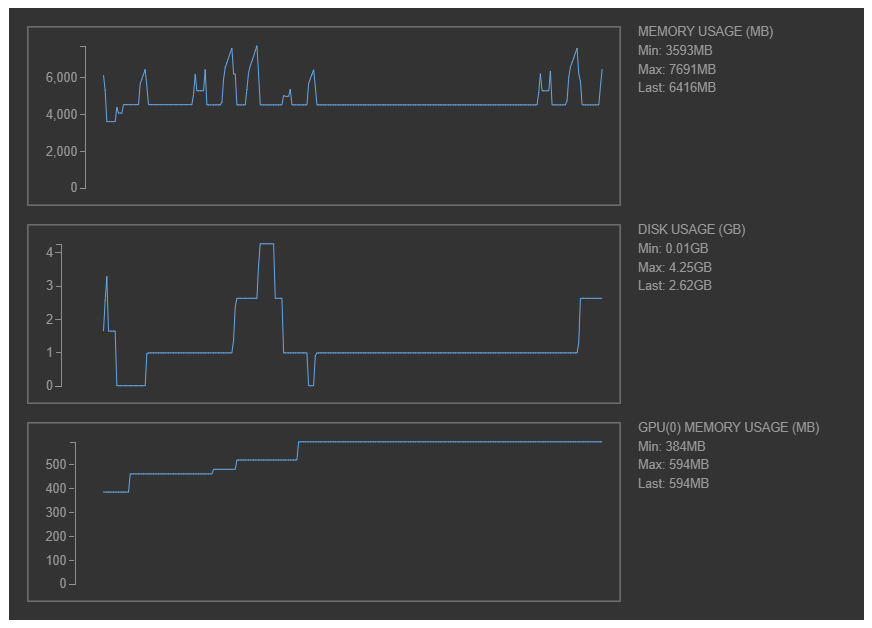 MEMORY USAGE (MB)
Min: 3593MB
Max: 7691MB
Last: 6416MB
6,000
4,000
2,000
0
DISK USAGE (GB)
Min: 0.01GB
Max: 4.25GB
Last: 2.62GB
4
3
2
1
0
GPU(0) MEMORY USAGE (MB)
Min: 384MB
Max: 594MB
Last: 594MB
500
400
300
200
100
0